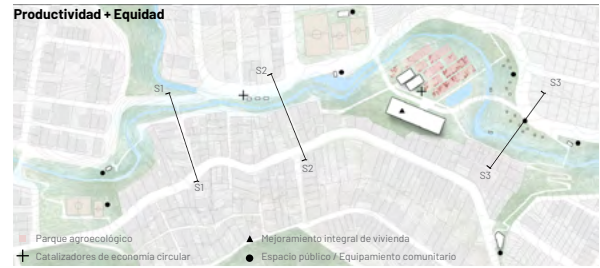 Productividad + Equidad
S1
S2
S3
S1
S2
S3
Parque agroecológico
Mejoramiento integral de vivienda
Catalizadores de economía circular
Espacio público / Equipamiento comunitario